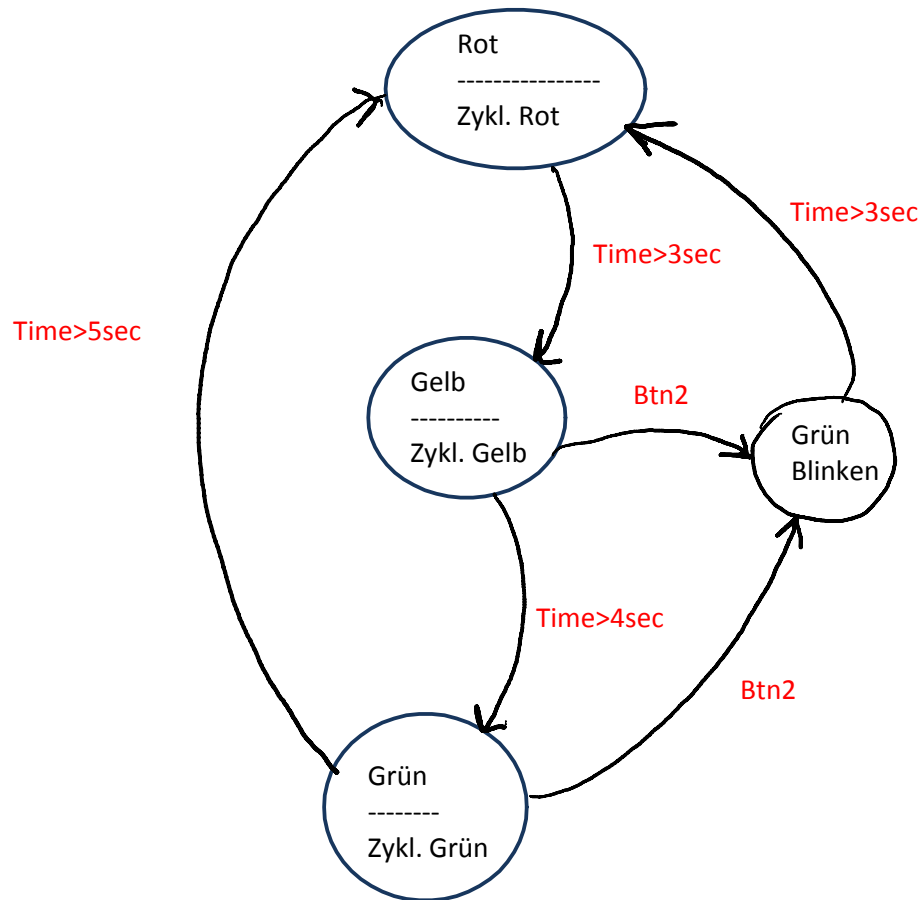 Rot
-----------------
Zykl. Rot
Time>3sec
Time>3sec
Time>5sec
Gelb
----------
Zykl. Gelb
Btn2
Grün
Blinken
Time>4sec
Btn2
Grün
--------
Zykl. Grün